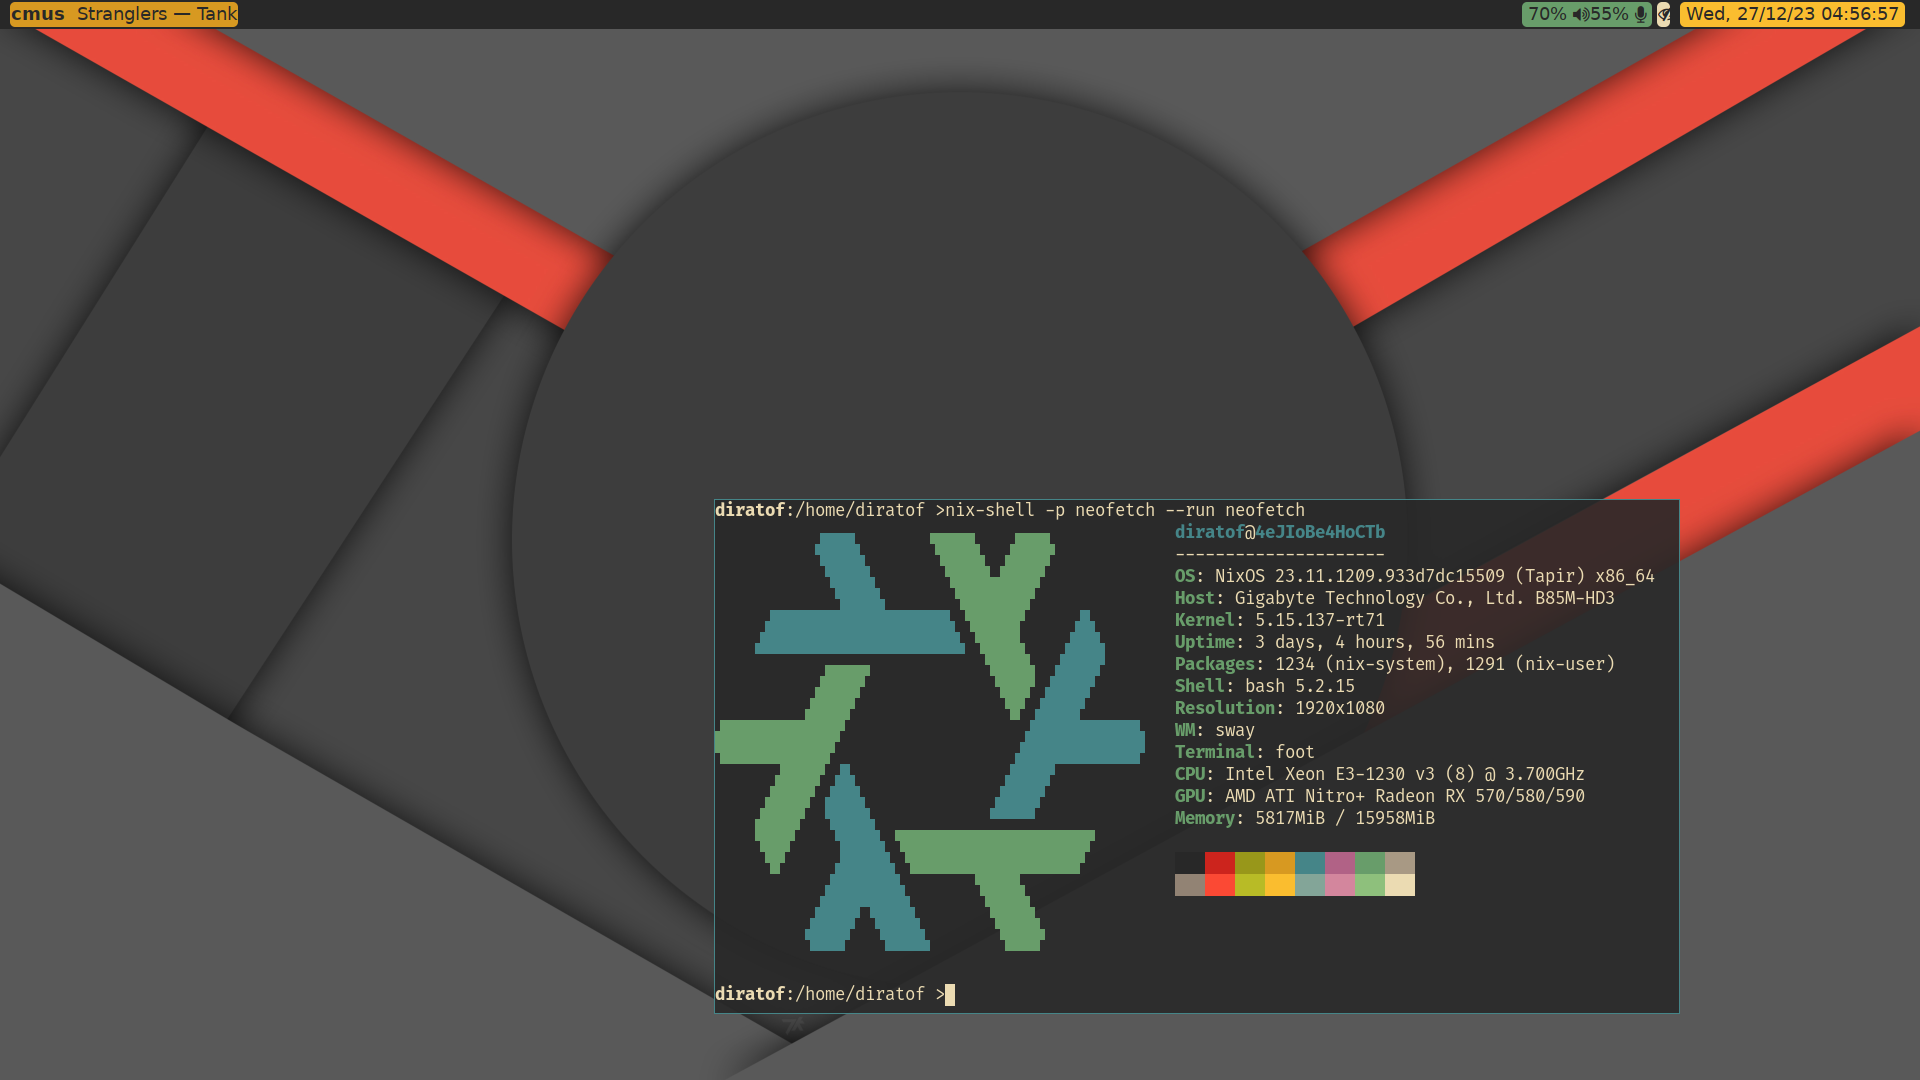 cmus Stranglers — Tank
70% 55%
Wed, 27/12/23 04:56:57
diratof:/home/diratof >nix-shell -p neofetch --run neofetch
diratof@4eJIoBe4HoCTb
---------------------
OS: NixOS 23.11.1209.933d7dc15509 (Tapir) x86_64
Host: Gigabyte Technology Co., Ltd. B85M-HD3
Kernel: 5.15.137-rt71
Uptime: 3 days, 4 hours, 56 mins
Packages: 1234 (nix-system), 1291 (nix-user)
Shell: bash 5.2.15
Resolution: 1920x1080
WM: sway
Terminal: foot
CPU: Intel Xeon E3-1230 v3 (8) @ 3.700GHz
GPU: AMD ATI Nitro+ Radeon RX 570/580/590
Memory: 5817MiB / 15958MiB
diratof:/home/diratof >